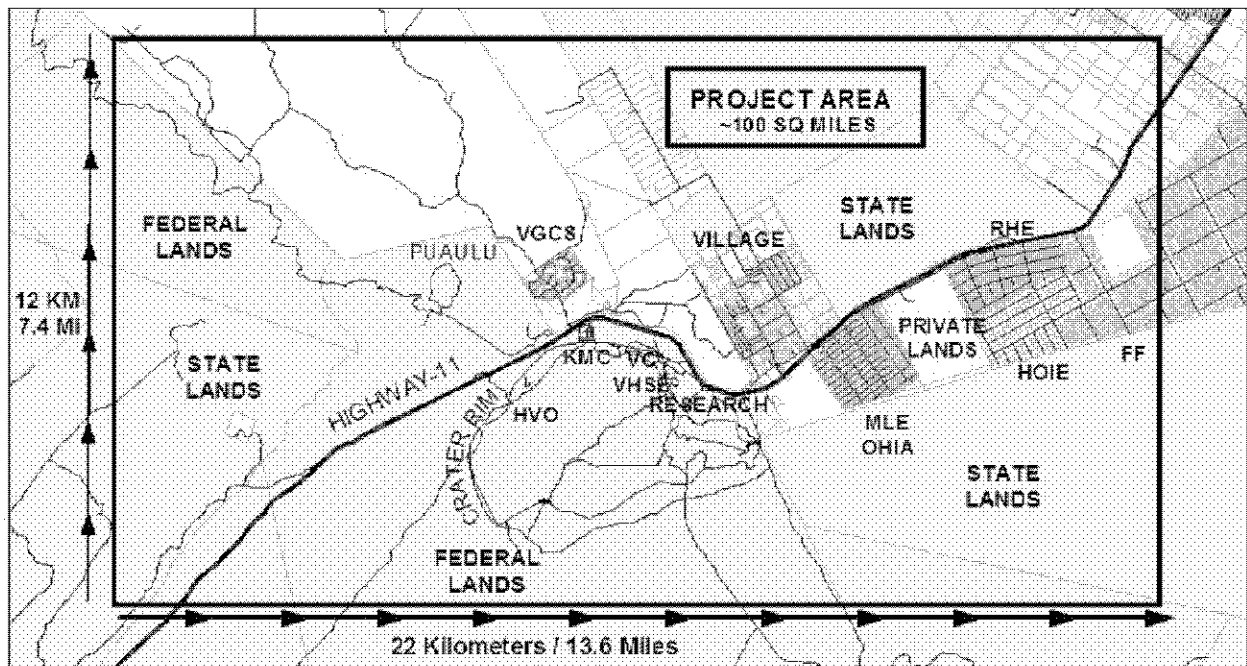 PROJECT AREA
~100 SQ MILES
FEDERAL
LANDS
PUAULU
VGCS
VILLAGE
STATE
LANDS
RHE
12 KM
7.4 MI
STATE
LANDS
HIGHWAY-11
KMC
VC
VHSE
RESEARCH
PRIVATE
LANDS
FF
HOIE
HVO
CRATER RIM
MLE
OHIA
STATE
LANDS
FEDERAL
LANDS
22 Kilometers / 13.6 Miles